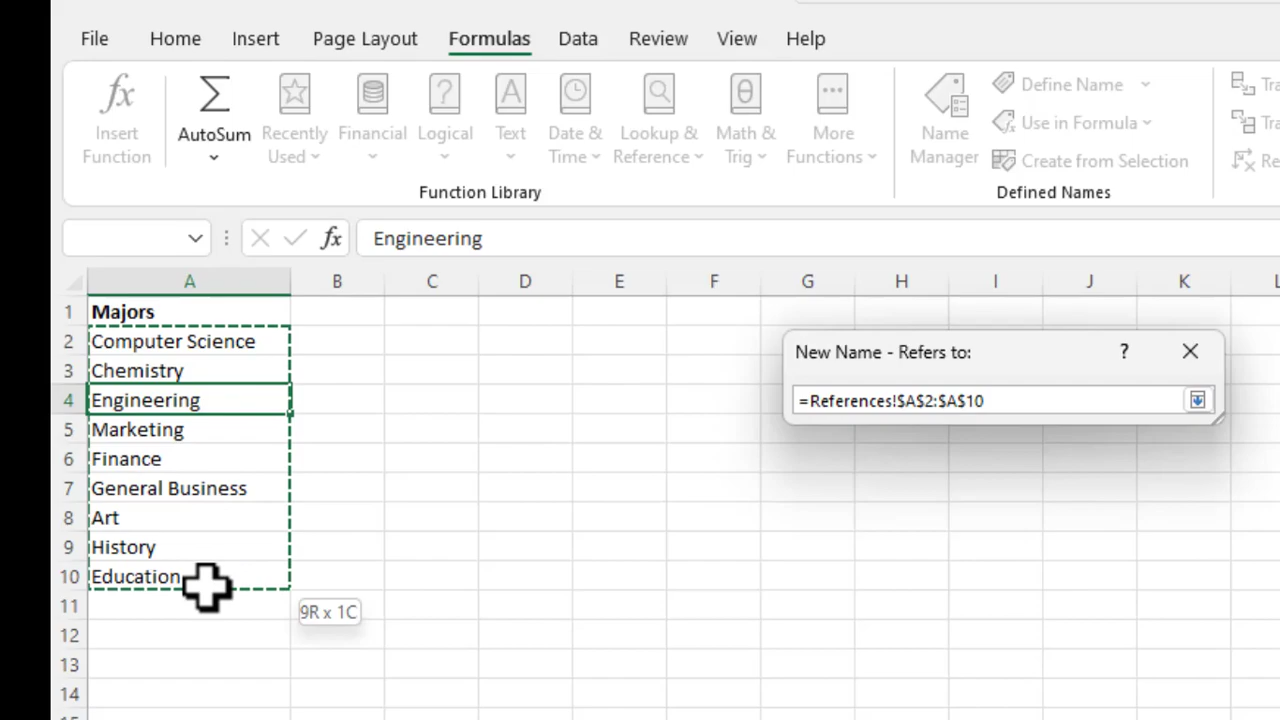 File Home Insert Page Layout Formulas Data Review View Help
fx Σ ? A θ
Insert Function AutoSum Recently Used Financial Logical Text Date & Time Lookup & Reference Math & Trig More Functions Name Manager Define Name
Use in Formula
Create from Selection
Function Library Defined Names
fx Engineering
A B C D E F G H I J K
1 Majors
2 Computer Science
3 Chemistry
4 Engineering
5 Marketing
6 Finance
7 General Business
8 Art
9 History
10 Education
11
12
13
14
9R x 1C
New Name - Refers to: ?
=References!$A$2:$A$10